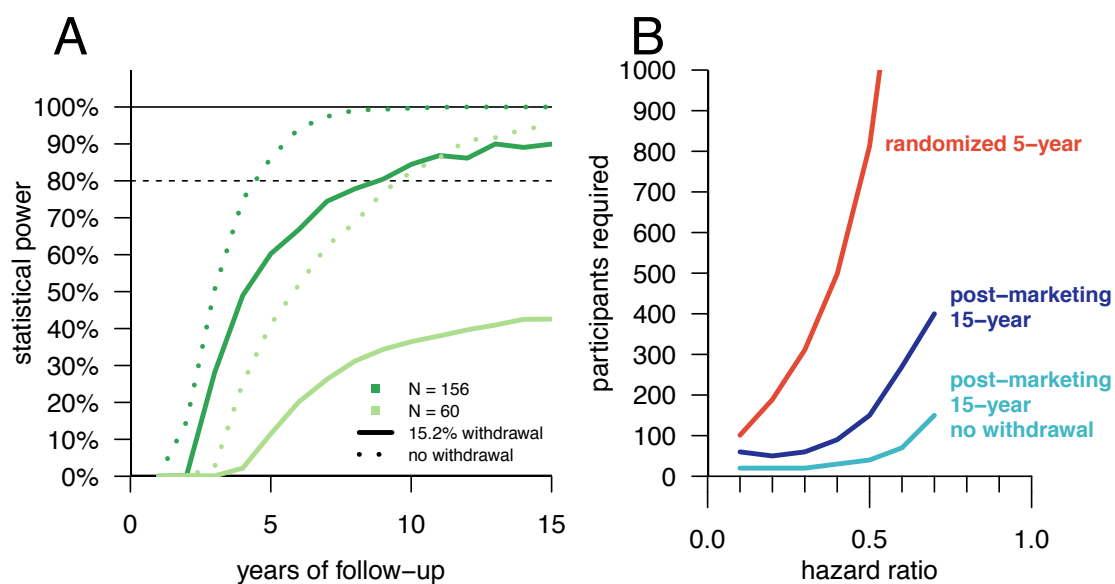 A
statistical power
100%
90%
80%
70%
60%
50%
40%
30%
20%
10%
0%
N = 156
N = 60
15.2% withdrawal
no withdrawal
0
5
10
15
years of follow−up
B
participants required
1000
900
800
700
600
500
400
300
200
100
0
randomized 5−year
post−marketing
15−year
post−marketing
15−year
no withdrawal
0.0
0.5
1.0
hazard ratio